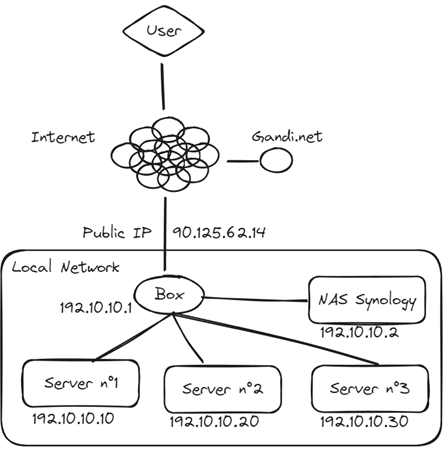 User
Internet
Gandi.net
Public IP 90.125.62.14
Local Network
Box
192.10.10.1
NAS Synology
192.10.10.2
Server n°1
Server n°2
Server n°3
192.10.10.10
192.10.10.20
192.10.10.30